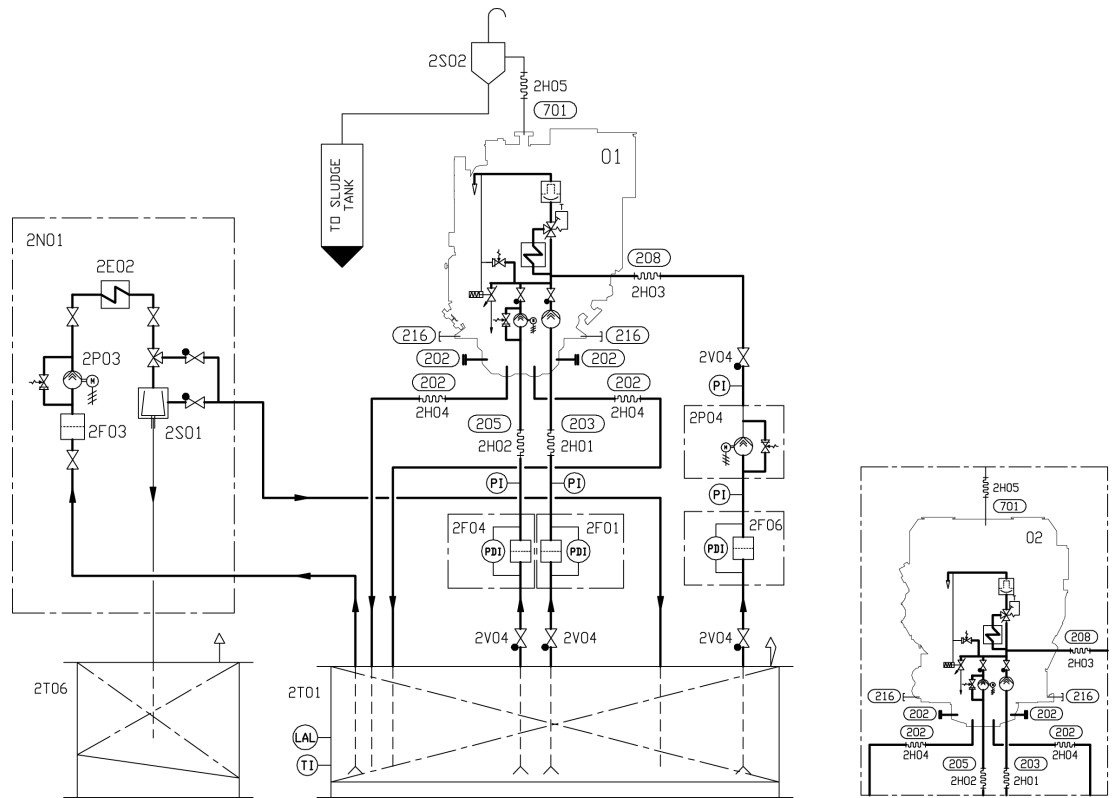 2S02
2H05
701
01
TO SLUDGE
TANK
2N01
2E02
208
2H03
216
216
202
202
2P03
M
2V04
PI
202
202
2H04
2H04
2P04
M
205
203
2H02
2H01
2F03
2S01
PI
PI
PI
2F04
2F01
2F06
PDI
PDI
PDI
2V04
2V04
2V04
2T06
2T01
LAL
TI
2H05
701
02
T
208
2H03
216
216
202
202
202
202
2H04
2H04
205
203
2H02
2H01